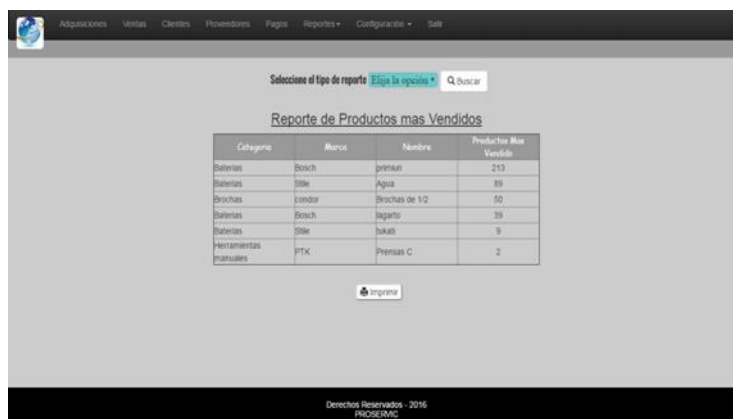 Adquisiciones Ventas Clientes Proveedores Pagos Reportes Configuración Salir
Seleccione el tipo de reporte Elija la opción Buscar
Reporte de Productos mas Vendidos
Categoria Marca Nombre Productos Mas Vendido
Baterias Bosch primiun 213
Baterias Stile Agua 89
Brochas condor Brochas de 1/2 50
Baterias Bosch lagarto 39
Baterias Stile tukati 9
Herramientas manuales PTK Prensas C 2
Imprimir
Derechos Reservados - 2016
PROSERVIC